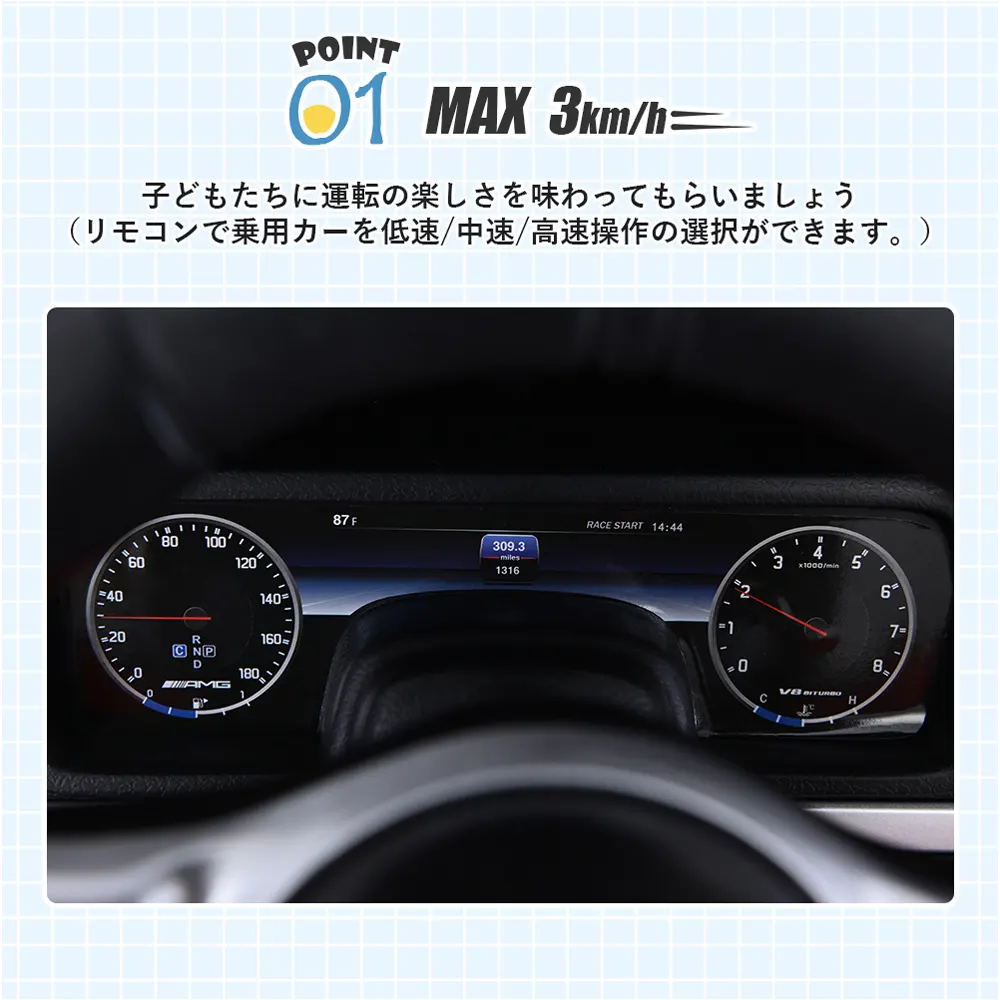 POINT
01 MAX 3km/h
子どもたちに運転の楽しさを味わってもらいましょう
（リモコンで乗用カーを低速/中速/高速操作の選択ができます。）
87 F
RACE START 14:44
309.3
miles
1316
0 20 40 60 80 100 120 140 160 180
R
C N P
D
AMG
0 1
0 1 2 3 4 5 6 7 8
x1000/min
V8 BITURBO
C H
°C